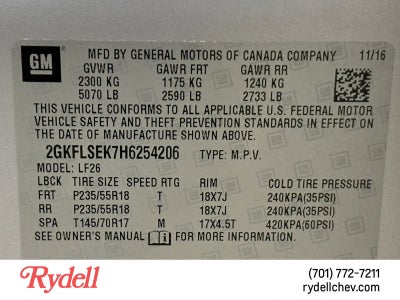 GM
MFD BY GENERAL MOTORS OF CANADA COMPANY 11/16
GVWR GAWR FRT GAWR RR
2300 KG 1175 KG 1240 KG
5070 LB 2590 LB 2733 LB
THIS VEHICLE CONFORMS TO ALL APPLICABLE U.S. FEDERAL MOTOR
VEHICLE SAFETY AND THEFT PREVENTION STANDARDS IN EFFECT ON
THE DATE OF MANUFACTURE SHOWN ABOVE.
2GKFLSEK7H6254206 TYPE: M.P.V.
MODEL: LF26
LBCK TIRE SIZE SPEED RTG RIM COLD TIRE PRESSURE
FRT P235/55R18 T 18X7J 240KPA(35PSI)
RR P235/55R18 T 18X7J 240KPA(35PSI)
SPA T145/70R17 M 17X4.5T 420KPA(60PSI)
SEE OWNER'S MANUAL i FOR MORE INFORMATION.
Rydell
(701) 772-7211
rydellchev.com